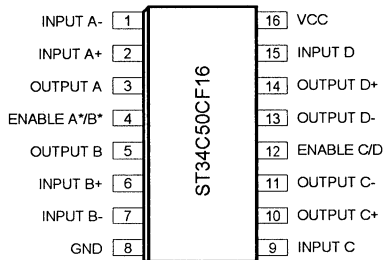 INPUT A- 1
INPUT A+ 2
OUTPUT A 3
ENABLE A*/B* 4
OUTPUT B 5
INPUT B+ 6
INPUT B- 7
GND 8
ST34C50CF16
16 VCC
15 INPUT D
14 OUTPUT D+
13 OUTPUT D-
12 ENABLE C/D
11 OUTPUT C-
10 OUTPUT C+
9 INPUT C